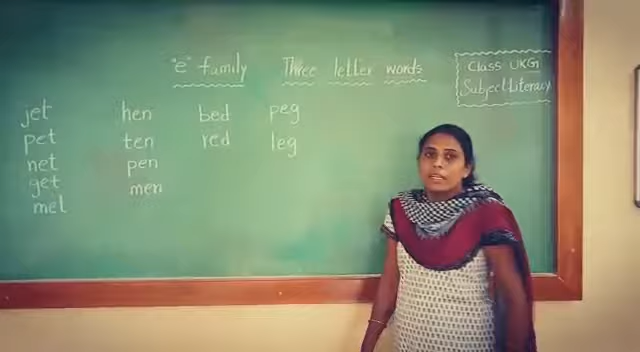 "e" family Three letter words
Class UKG
Subject:Literacy
jet hen bed peg
pet ten red leg
net pen
get men
met